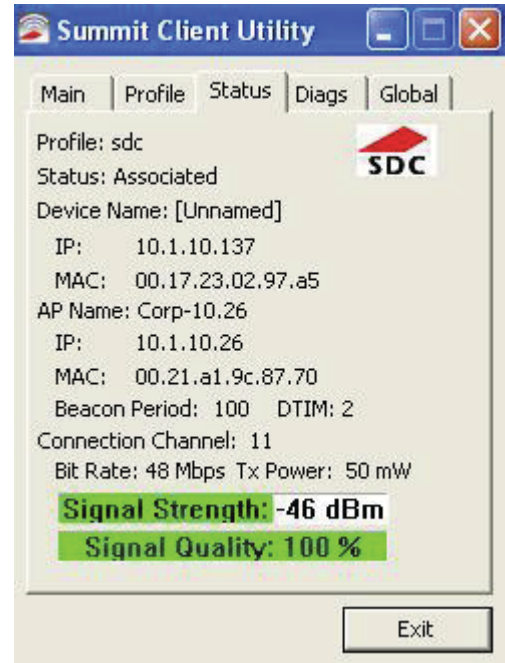 Summit Client Utility
Main Profile Status Diags Global
Profile: sdc
SDC
Status: Associated
Device Name: [Unnamed]
IP: 10.1.10.137
MAC: 00.17.23.02.97.a5
AP Name: Corp-10.26
IP: 10.1.10.26
MAC: 00.21.a1.9c.87.70
Beacon Period: 100 DTIM: 2
Connection Channel: 11
Bit Rate: 48 Mbps Tx Power: 50 mW
Signal Strength: -46 dBm
Signal Quality: 100 %
Exit